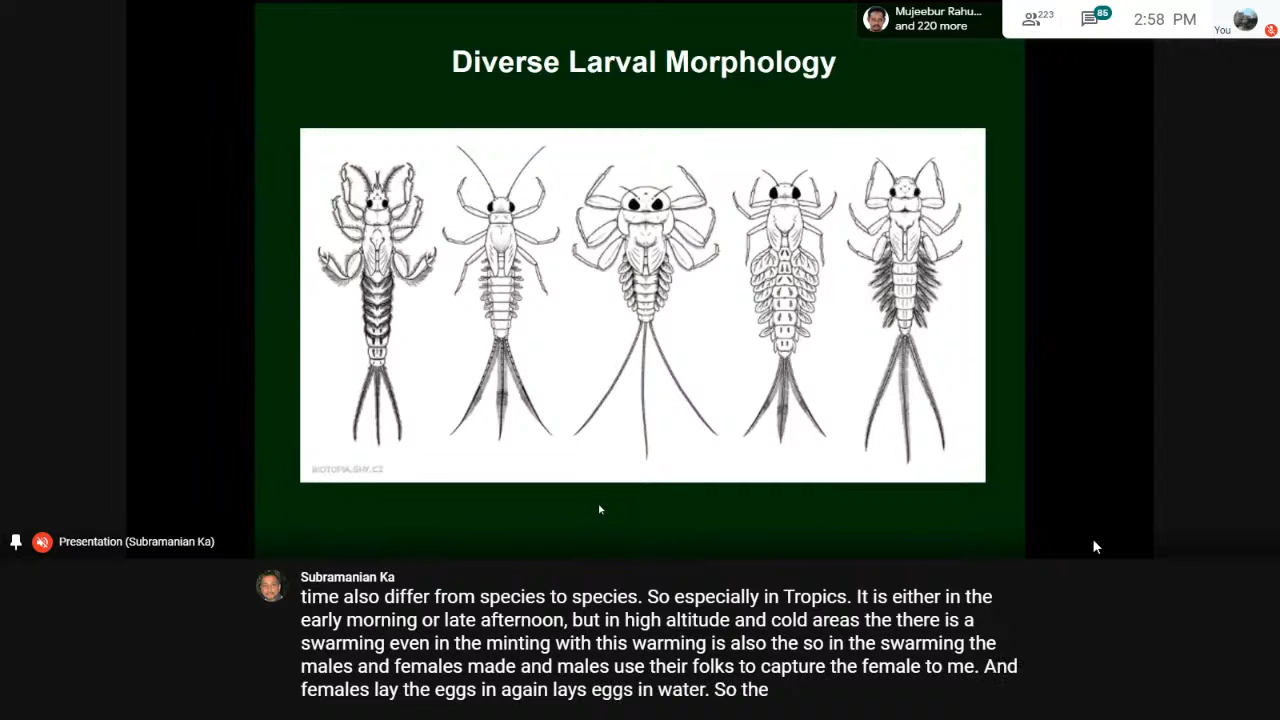 Mujeebur Rahu...
and 220 more
223
85
2:58 PM
You
Diverse Larval Morphology
BIOTOPIA.SHY.CZ
Presentation (Subramanian Ka)
Subramanian Ka
time also differ from species to species. So especially in Tropics. It is either in the
early morning or late afternoon, but in high altitude and cold areas the there is a
swarming even in the minting with this warming is also the so in the swarming the
males and females made and males use their folks to capture the female to me. And
females lay the eggs in again lays eggs in water. So the